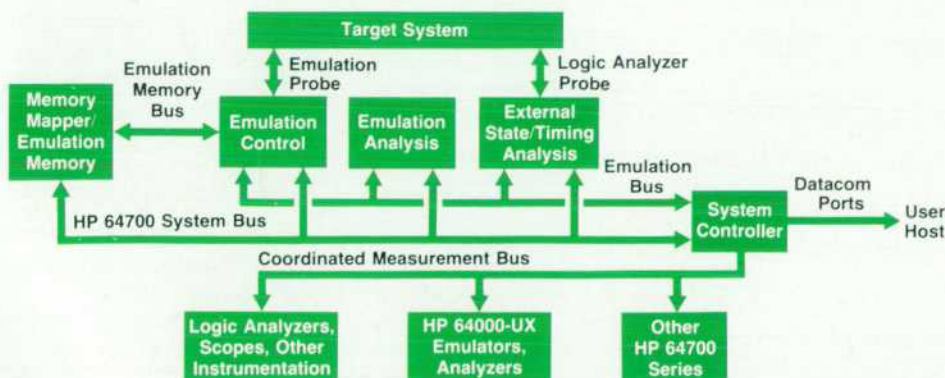 Target System
Emulation
Probe
Logic Analyzer
Probe
Emulation
Memory
Bus
Memory
Mapper/
Emulation
Memory
Emulation
Control
Emulation
Analysis
External
State/Timing
Analysis
Emulation
Bus
HP 64700 System Bus
System
Controller
Datacom
Ports
User
Host
Coordinated Measurement Bus
Logic Analyzers,
Scopes, Other
Instrumentation
HP 64000-UX
Emulators,
Analyzers
Other
HP 64700
Series